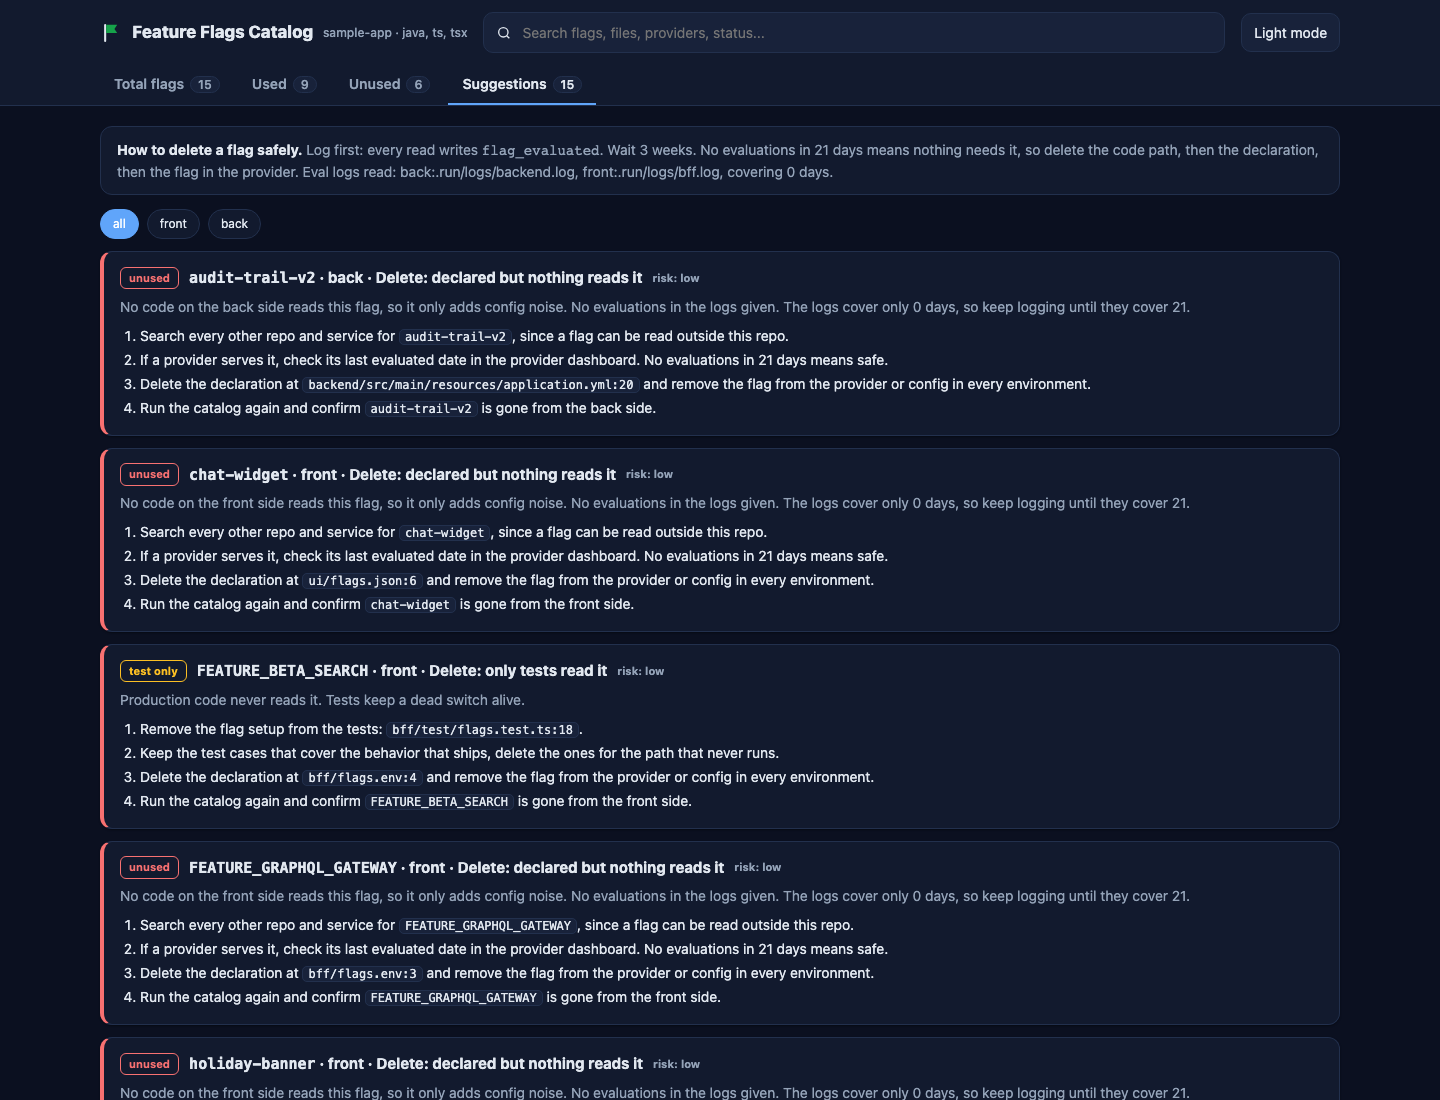 Feature Flags Catalog sample-app · java, ts, tsx
Search flags, files, providers, status...
Light mode
Total flags 15
Used 9
Unused 6
Suggestions 15
How to delete a flag safely. Log first: every read writes flag_evaluated. Wait 3 weeks. No evaluations in 21 days means nothing needs it, so delete the code path, then the declaration,
then the flag in the provider. Eval logs read: back:.run/logs/backend.log, front:.run/logs/bff.log, covering 0 days.
all
front
back
unused audit-trail-v2 · back · Delete: declared but nothing reads it risk: low
No code on the back side reads this flag, so it only adds config noise. No evaluations in the logs given. The logs cover only 0 days, so keep logging until they cover 21.
1. Search every other repo and service for audit-trail-v2, since a flag can be read outside this repo.
2. If a provider serves it, check its last evaluated date in the provider dashboard. No evaluations in 21 days means safe.
3. Delete the declaration at backend/src/main/resources/application.yml:20 and remove the flag from the provider or config in every environment.
4. Run the catalog again and confirm audit-trail-v2 is gone from the back side.
unused chat-widget · front · Delete: declared but nothing reads it risk: low
No code on the front side reads this flag, so it only adds config noise. No evaluations in the logs given. The logs cover only 0 days, so keep logging until they cover 21.
1. Search every other repo and service for chat-widget, since a flag can be read outside this repo.
2. If a provider serves it, check its last evaluated date in the provider dashboard. No evaluations in 21 days means safe.
3. Delete the declaration at ui/flags.json:6 and remove the flag from the provider or config in every environment.
4. Run the catalog again and confirm chat-widget is gone from the front side.
test only FEATURE_BETA_SEARCH · front · Delete: only tests read it risk: low
Production code never reads it. Tests keep a dead switch alive.
1. Remove the flag setup from the tests: bff/test/flags.test.ts:18.
2. Keep the test cases that cover the behavior that ships, delete the ones for the path that never runs.
3. Delete the declaration at bff/flags.env:4 and remove the flag from the provider or config in every environment.
4. Run the catalog again and confirm FEATURE_BETA_SEARCH is gone from the front side.
unused FEATURE_GRAPHQL_GATEWAY · front · Delete: declared but nothing reads it risk: low
No code on the front side reads this flag, so it only adds config noise. No evaluations in the logs given. The logs cover only 0 days, so keep logging until they cover 21.
1. Search every other repo and service for FEATURE_GRAPHQL_GATEWAY, since a flag can be read outside this repo.
2. If a provider serves it, check its last evaluated date in the provider dashboard. No evaluations in 21 days means safe.
3. Delete the declaration at bff/flags.env:3 and remove the flag from the provider or config in every environment.
4. Run the catalog again and confirm FEATURE_GRAPHQL_GATEWAY is gone from the front side.
unused holiday-banner · front · Delete: declared but nothing reads it risk: low
No code on the front side reads this flag, so it only adds config noise. No evaluations in the logs given. The logs cover only 0 days, so keep logging until they cover 21.